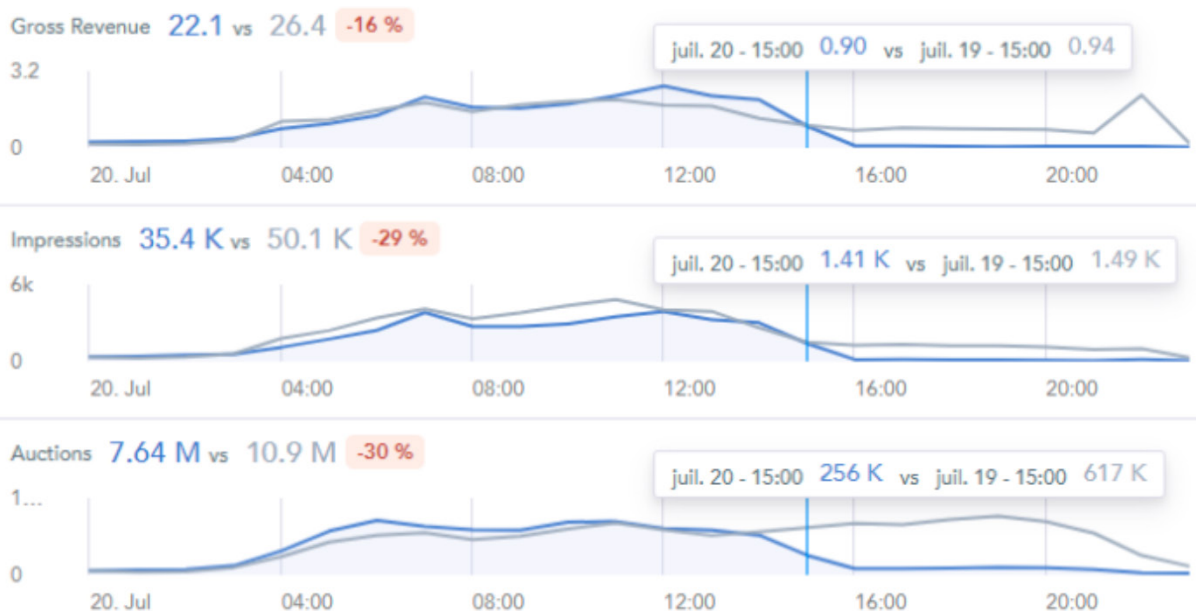 Gross Revenue 22.1 vs 26.4 -16 %
juil. 20 - 15:00 0.90 vs juil. 19 - 15:00 0.94
3.2
0
20. Jul 04:00 08:00 12:00 16:00 20:00
Impressions 35.4 K vs 50.1 K -29 %
juil. 20 - 15:00 1.41 K vs juil. 19 - 15:00 1.49 K
6k
0
20. Jul 04:00 08:00 12:00 16:00 20:00
Auctions 7.64 M vs 10.9 M -30 %
juil. 20 - 15:00 256 K vs juil. 19 - 15:00 617 K
1...
0
20. Jul 04:00 08:00 12:00 16:00 20:00